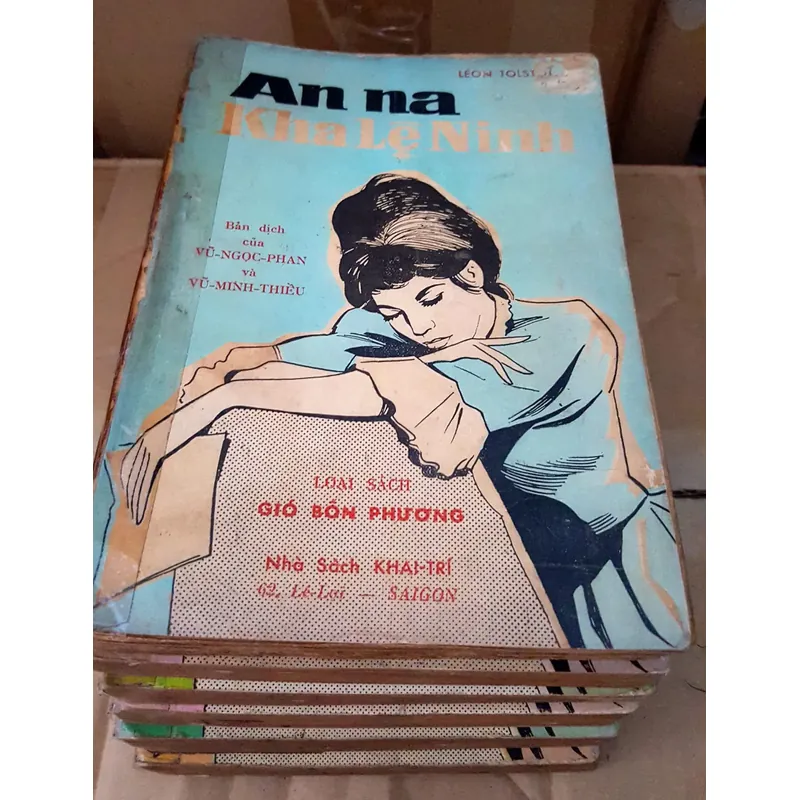 LÉON TOLSTOI
An na
Kha Lệ Ninh
Bản dịch
của
VŨ-NGỌC-PHAN
và
VŨ-MINH-THIỀU
LOẠI SÁCH
GIÓ BỐN PHƯƠNG
Nhà Sách KHAI-TRÍ
62, Lê-Lợi — SAIGON